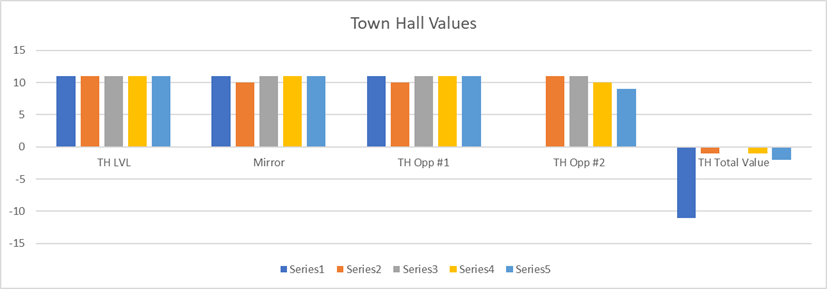 Town Hall Values
15
10
5
0
-5
-10
-15
TH LVL Mirror TH Opp #1 TH Opp #2 TH Total Value
Series1 Series2 Series3 Series4 Series5